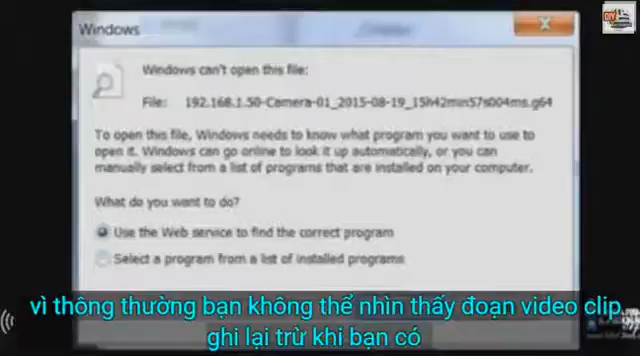 DIY
Windows
Windows can't open this file:
File: 192.168.1.50-Camera-01_2015-08-19_15h42min57s004ms.g64
To open this file, Windows needs to know what program you want to use to
open it. Windows can go online to look it up automatically, or you can
manually select from a list of programs that are installed on your computer.
What do you want to do?
Use the Web service to find the correct program
Select a program from a list of installed programs
vì thông thường bạn không thể nhìn thấy đoạn video clip
ghi lại trừ khi bạn có